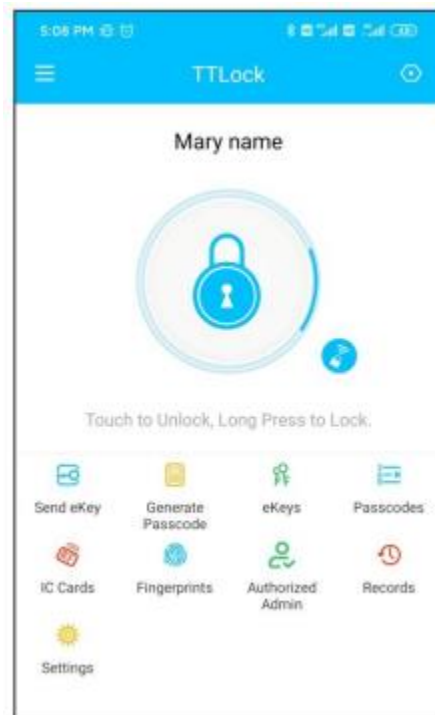 5:08 PM
TTLock
Mary name
Touch to Unlock, Long Press to Lock.
Send eKey
Generate Passcode
eKeys
Passcodes
IC Cards
Fingerprints
Authorized Admin
Records
Settings